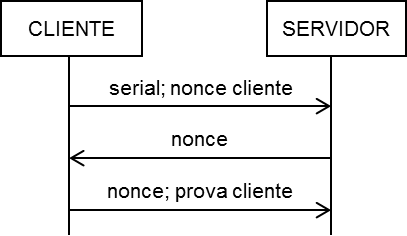 CLIENTE
SERVIDOR
serial; nonce cliente
nonce
nonce; prova cliente